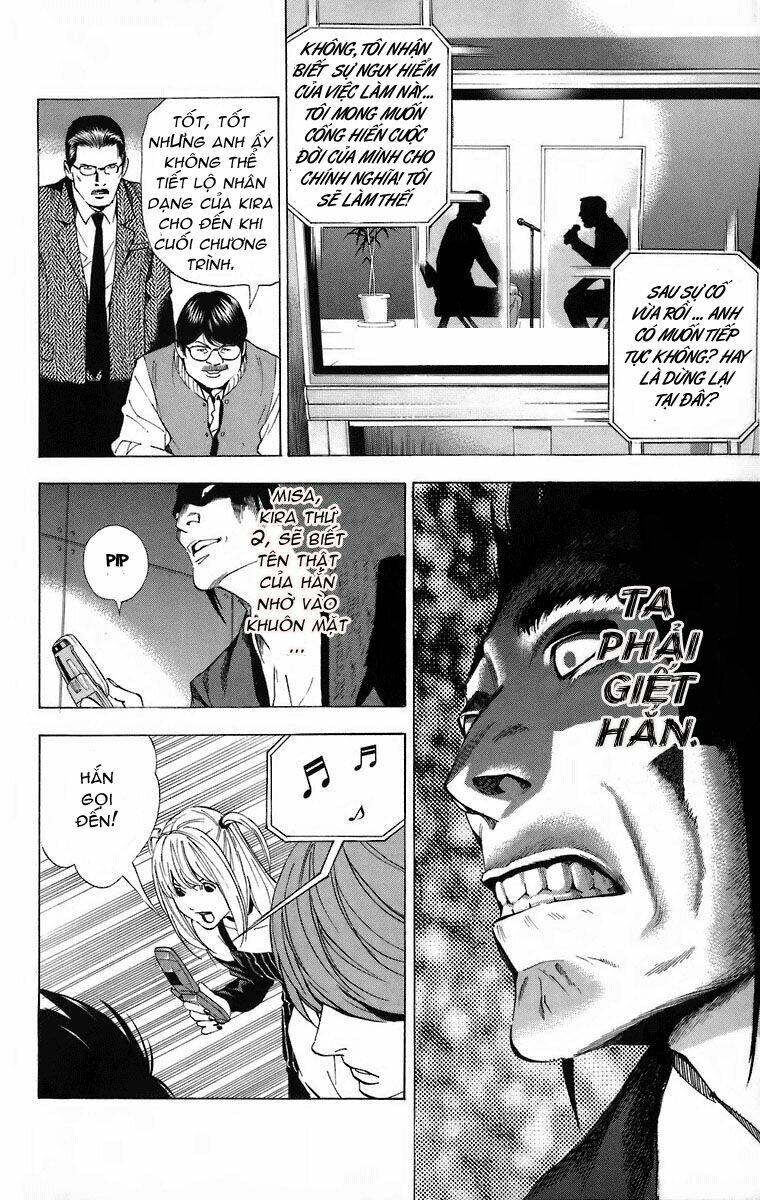 KHÔNG, TÔI NHẬN
BIẾT SỰ NGUY HIỂM
CỦA VIỆC LÀM NÀY...
TÔI MONG MUỐN
CỐNG HIẾN CUỘC
ĐỜI CỦA MÌNH CHO
CHÍNH NGHĨA! TÔI
SẼ LÀM THẾ!
SAU SỰ CỐ
VỪA RỒI ... ANH
CÓ MUỐN TIẾP
TỤC KHÔNG? HAY
LÀ DỪNG LẠI
TẠI ĐÂY?
TỐT, TỐT
NHƯNG ANH ẤY
KHÔNG THỂ
TIẾT LỘ NHÂN
DẠNG CỦA KIRA
CHO ĐẾN KHI
CUỐI CHƯƠNG
TRÌNH.
TA
PHẢI
GIẾT
HẮN.
MISA,
KIRA THỨ
2, SẼ BIẾT
TÊN THẬT
CỦA HẮN
NHỜ VÀO
KHUÔN MẶT
...
PIP
HẮN
GỌI
ĐẾN!